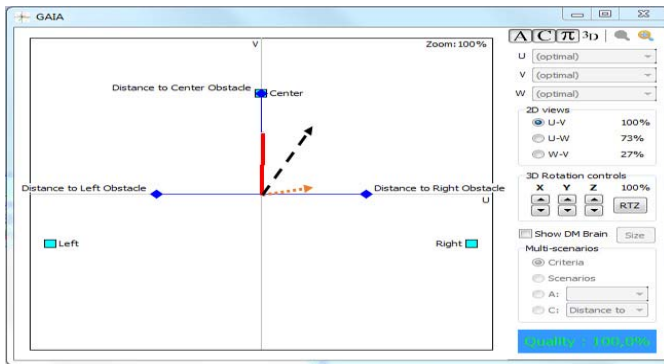 GAIA
V
Zoom: 100%
Distance to Center Obstacle
Center
Distance to Left Obstacle
Distance to Right Obstacle
U
Left
Right
A C π 3D
U (optimal)
V (optimal)
W (optimal)
2D views
U-V 100%
U-W 73%
W-V 27%
3D Rotation controls
X Y Z 100%
RTZ
Show DM Brain Size
Multi-scenarios
Criteria
Scenarios
A:
C: Distance to
Quality : 100,0%